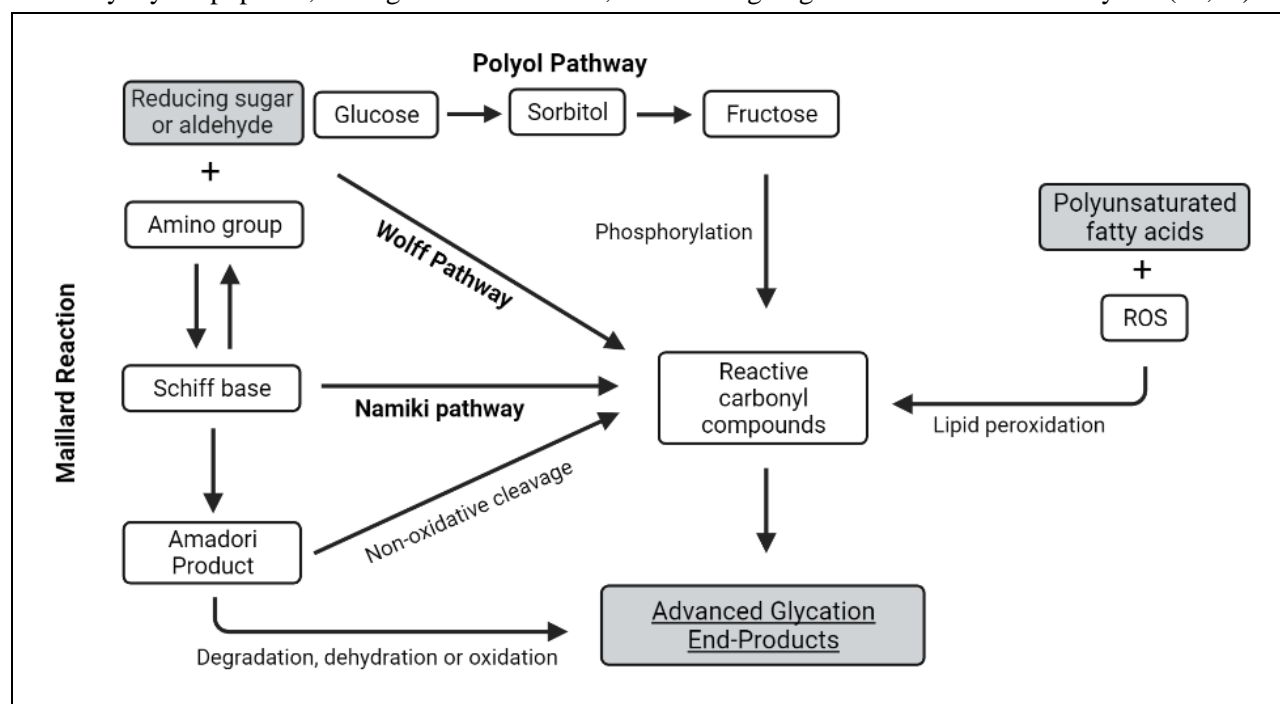 Polyol Pathway
Reducing sugar
or aldehyde
Glucose
Sorbitol
Fructose
+
Amino group
Wolff Pathway
Phosphorylation
Polyunsaturated
fatty acids
+
ROS
Maillard Reaction
Schiff base
Namiki pathway
Reactive
carbonyl
compounds
Lipid peroxidation
Non-oxidative cleavage
Amadori
Product
Advanced Glycation
End-Products
Degradation, dehydration or oxidation